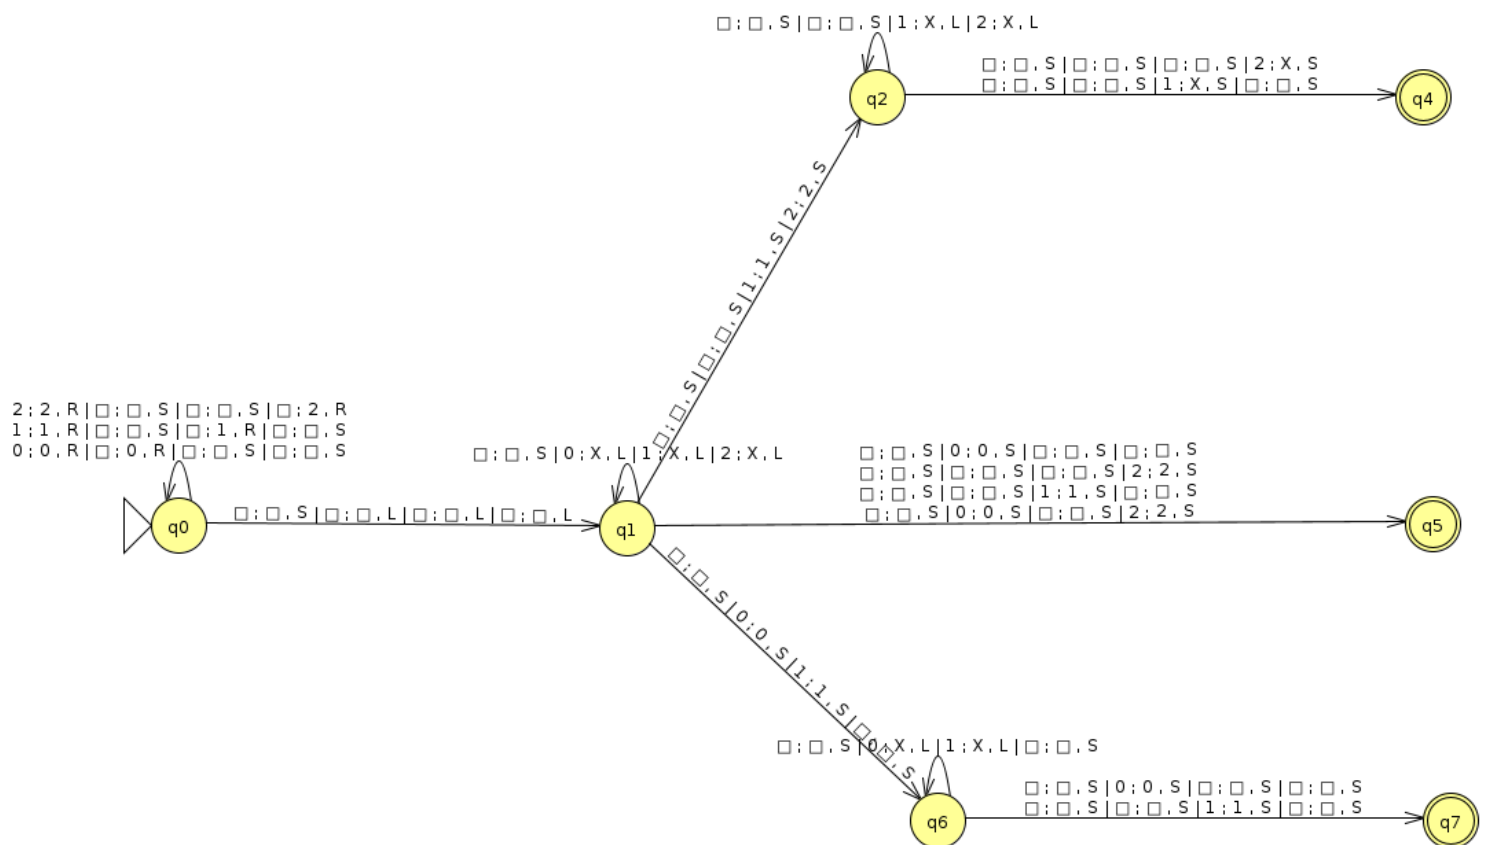 □ ; □ , S | □ ; □ , S | 1 ; X , L | 2 ; X , L
□ ; □ , S | □ ; □ , S | □ ; □ , S | 2 ; X , S
□ ; □ , S | □ ; □ , S | 1 ; X , S | □ ; □ , S
q2
q4
□ ; □ , S | □ ; □ , S | 1 ; 1 , S | 2 ; 2 , S
2 ; 2 , R | □ ; □ , S | □ ; □ , S | □ ; 2 , R
1 ; 1 , R | □ ; □ , S | □ ; 1 , R | □ ; □ , S
0 ; 0 , R | □ ; 0 , R | □ ; □ , S | □ ; □ , S
□ ; □ , S | 0 ; X , L | 1 ; X , L | 2 ; X , L
□ ; □ , S | 0 ; 0 , S | □ ; □ , S | □ ; □ , S
□ ; □ , S | □ ; □ , S | □ ; □ , S | 2 ; 2 , S
□ ; □ , S | □ ; □ , S | 1 ; 1 , S | □ ; □ , S
□ ; □ , S | 0 ; 0 , S | □ ; □ , S | 2 ; 2 , S
q0
□ ; □ , S | □ ; □ , L | □ ; □ , L | □ ; □ , L
q1
q5
□ ; □ , S | 0 ; 0 , S | 1 ; 1 , S | □ ; □ , S
□ ; □ , S | 0 ; X , L | 1 ; X , L | □ ; □ , S
□ ; □ , S | 0 ; 0 , S | □ ; □ , S | □ ; □ , S
□ ; □ , S | □ ; □ , S | 1 ; 1 , S | □ ; □ , S
q6
q7